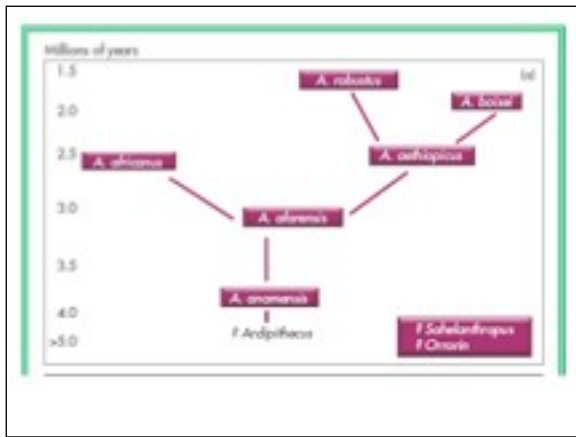 Millions of years
1.5
A. robustus
(a)
A. boisei
2.0
2.5
A. africanus
A. aethiopicus
3.0
A. afarensis
3.5
A. anamensis
4.0
? Ardipithecus
>5.0
? Sahelanthropus
? Orrorin